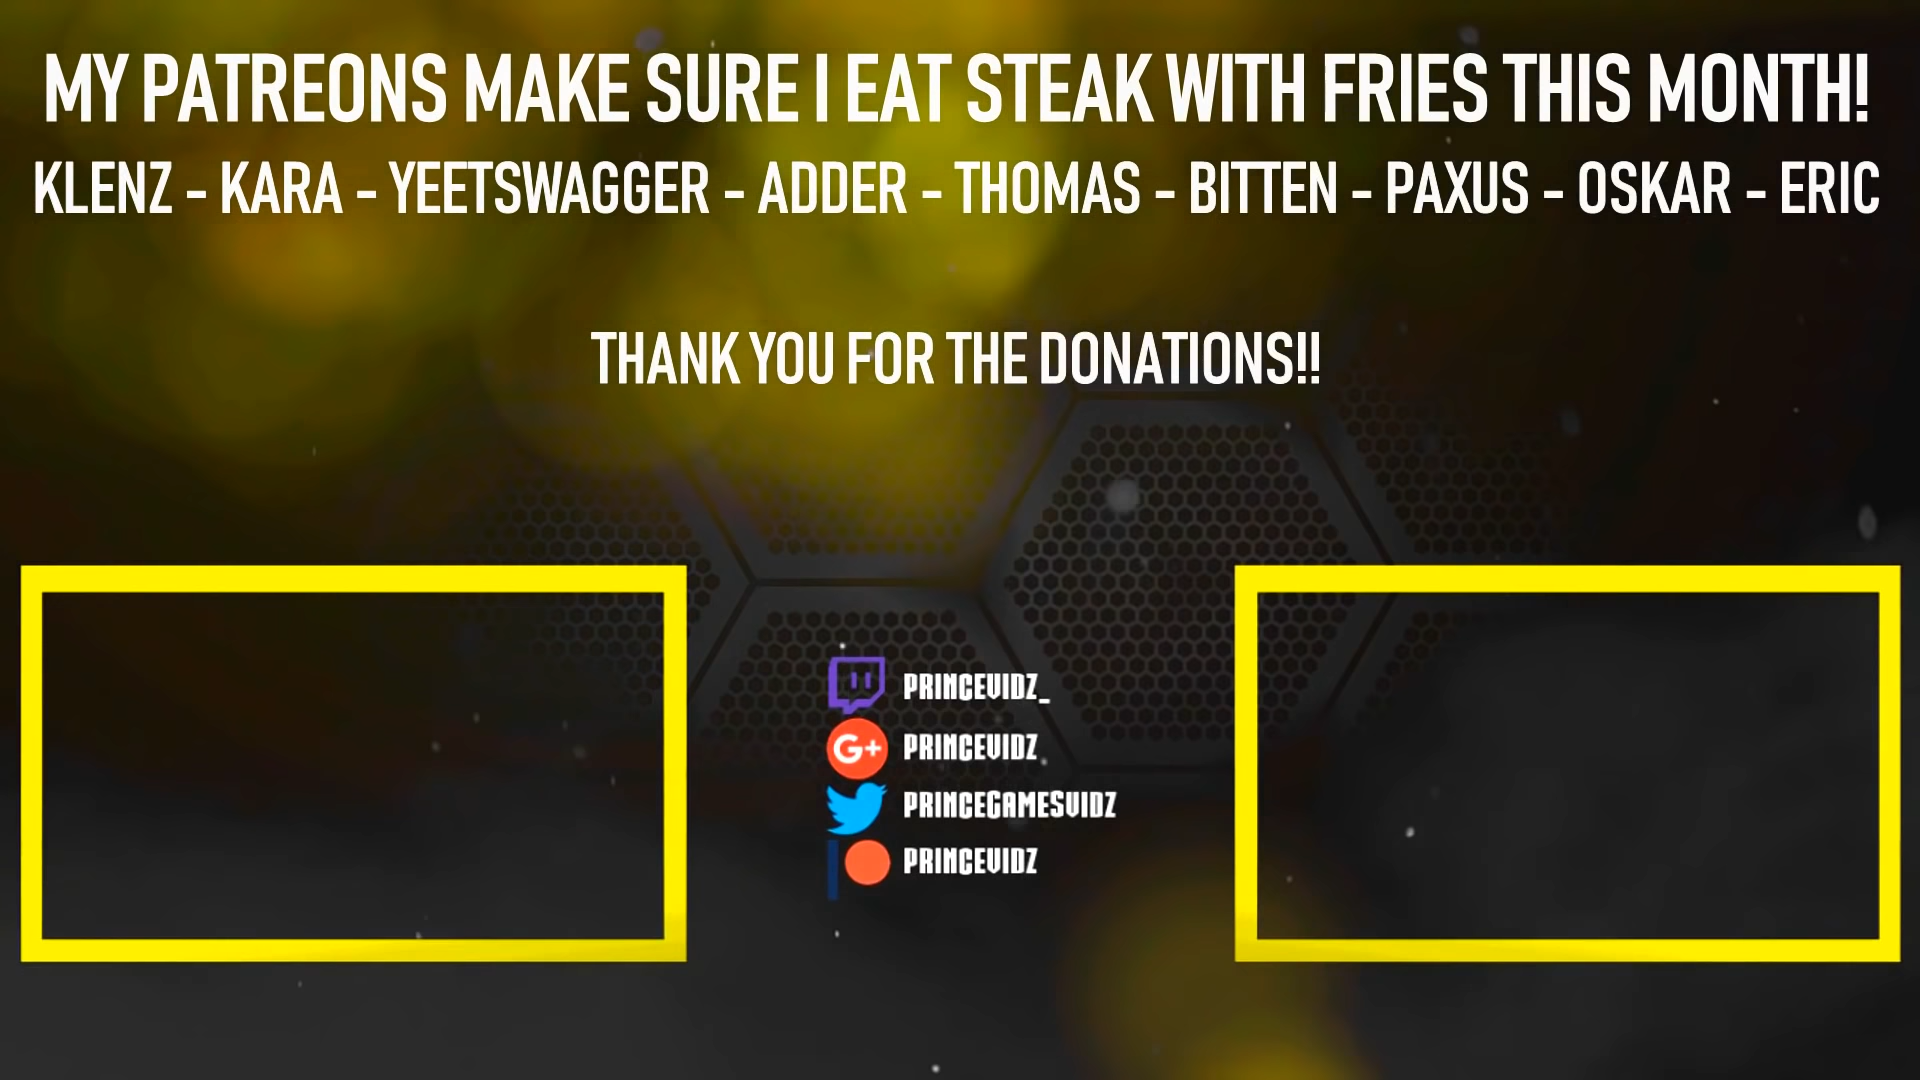 MY PATREONS MAKE SURE I EAT STEAK WITH FRIES THIS MONTH!
KLENZ - KARA - YEETSWAGGER - ADDER - THOMAS - BITTEN - PAXUS - OSKAR - ERIC
THANK YOU FOR THE DONATIONS!!
PRINCEVIDZ_
G+ PRINCEVIDZ
PRINCEGAMESVIDZ
PRINCEVIDZ